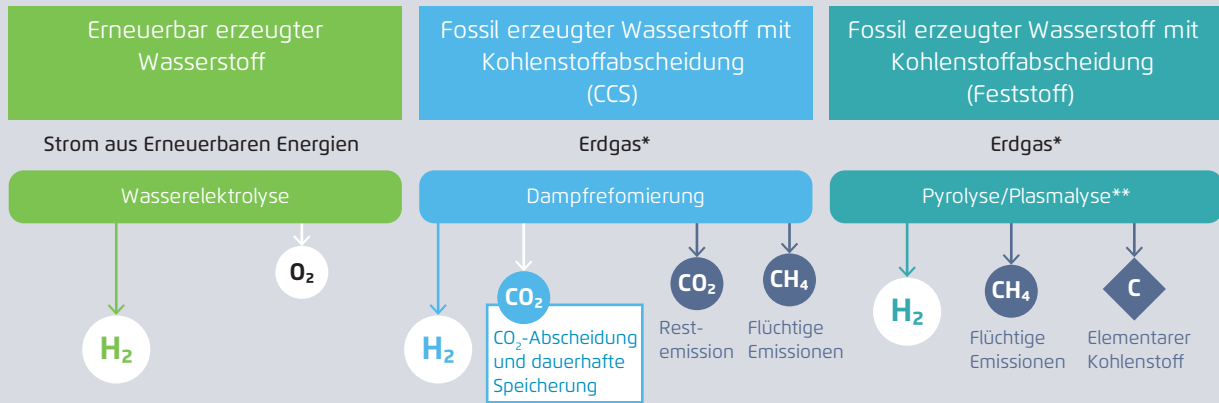 Erneuerbar erzeugter
Wasserstoff
Fossil erzeugter Wasserstoff mit
Kohlenstoffabscheidung
(CCS)
Fossil erzeugter Wasserstoff mit
Kohlenstoffabscheidung
(Feststoff)
Strom aus Erneuerbaren Energien
Erdgas*
Erdgas*
Wasserelektrolyse
Dampfrefomierung
Pyrolyse/Plasmalyse**
H₂
O₂
H₂
CO₂
CO₂-Abscheidung
und dauerhafte
Speicherung
CO₂
Rest-
emission
CH₄
Flüchtige
Emissionen
H₂
CH₄
Flüchtige
Emissionen
C
Elementarer
Kohlenstoff